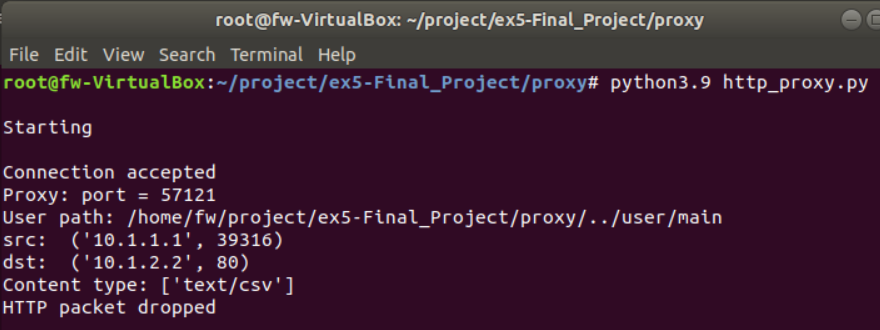 root@fw-VirtualBox: ~/project/ex5-Final_Project/proxy
File Edit View Search Terminal Help
root@fw-VirtualBox:~/project/ex5-Final_Project/proxy# python3.9 http_proxy.py
Starting
Connection accepted
Proxy: port = 57121
User path: /home/fw/project/ex5-Final_Project/proxy/../user/main
src:  ('10.1.1.1', 39316)
dst:  ('10.1.2.2', 80)
Content type: ['text/csv']
HTTP packet dropped